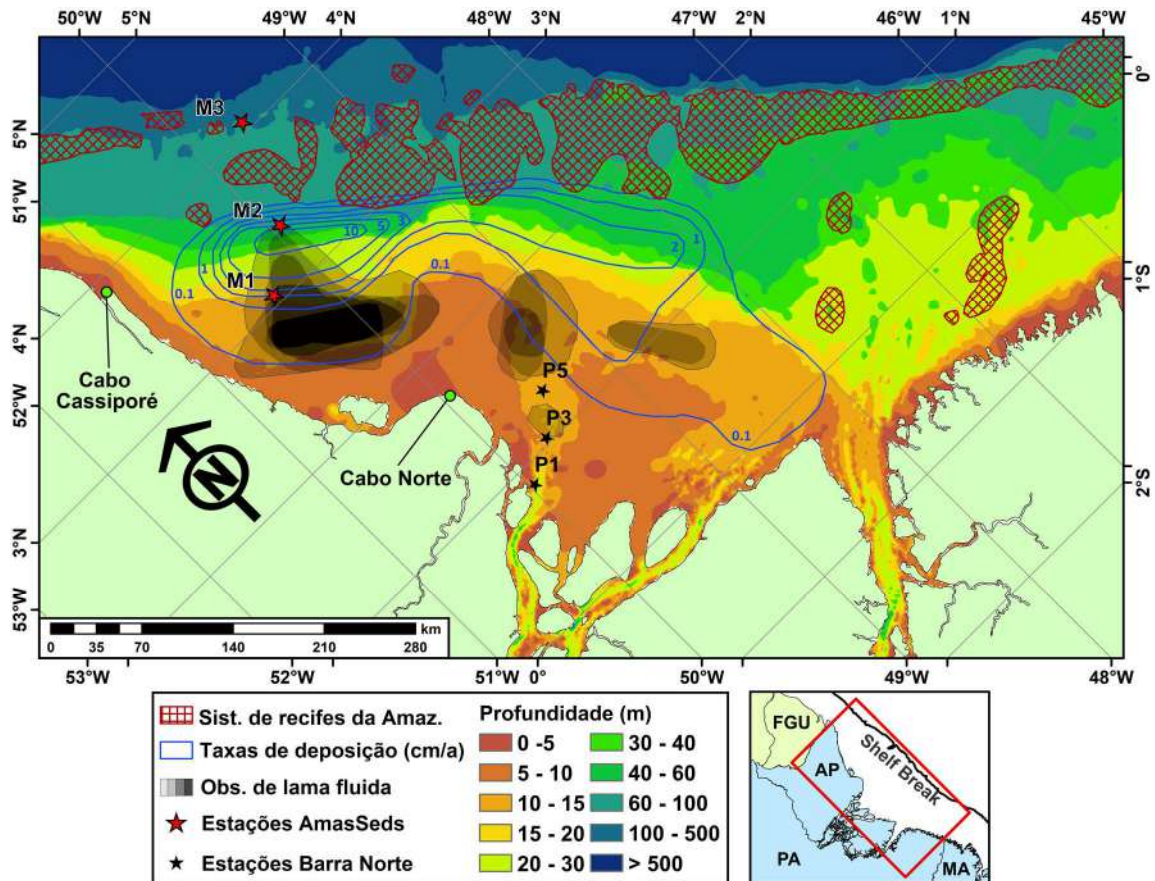 50°W 5°N 49°W 4°N 48°W 3°N 47°W 2°N 46°W 1°N 45°W
0°
5°N
51°W
1°S
4°N
52°W
2°S
3°N
53°W
M3
M2
M1
0.1
1
10
5
3
2
1
0.1
0.1
P5
P3
P1
Cabo
Cassiporé
Cabo Norte
N
km
0 35 70 140 210 280
53°W 52°W 51°W 0° 50°W 49°W 48°W
Sist. de recifes da Amaz.
Taxas de deposição (cm/a)
Obs. de lama fluida
Estações AmasSeds
Estações Barra Norte
Profundidade (m)
0 -5
5 - 10
10 - 15
15 - 20
20 - 30
30 - 40
40 - 60
60 - 100
100 - 500
> 500
FGU
AP
Shelf Break
PA
MA